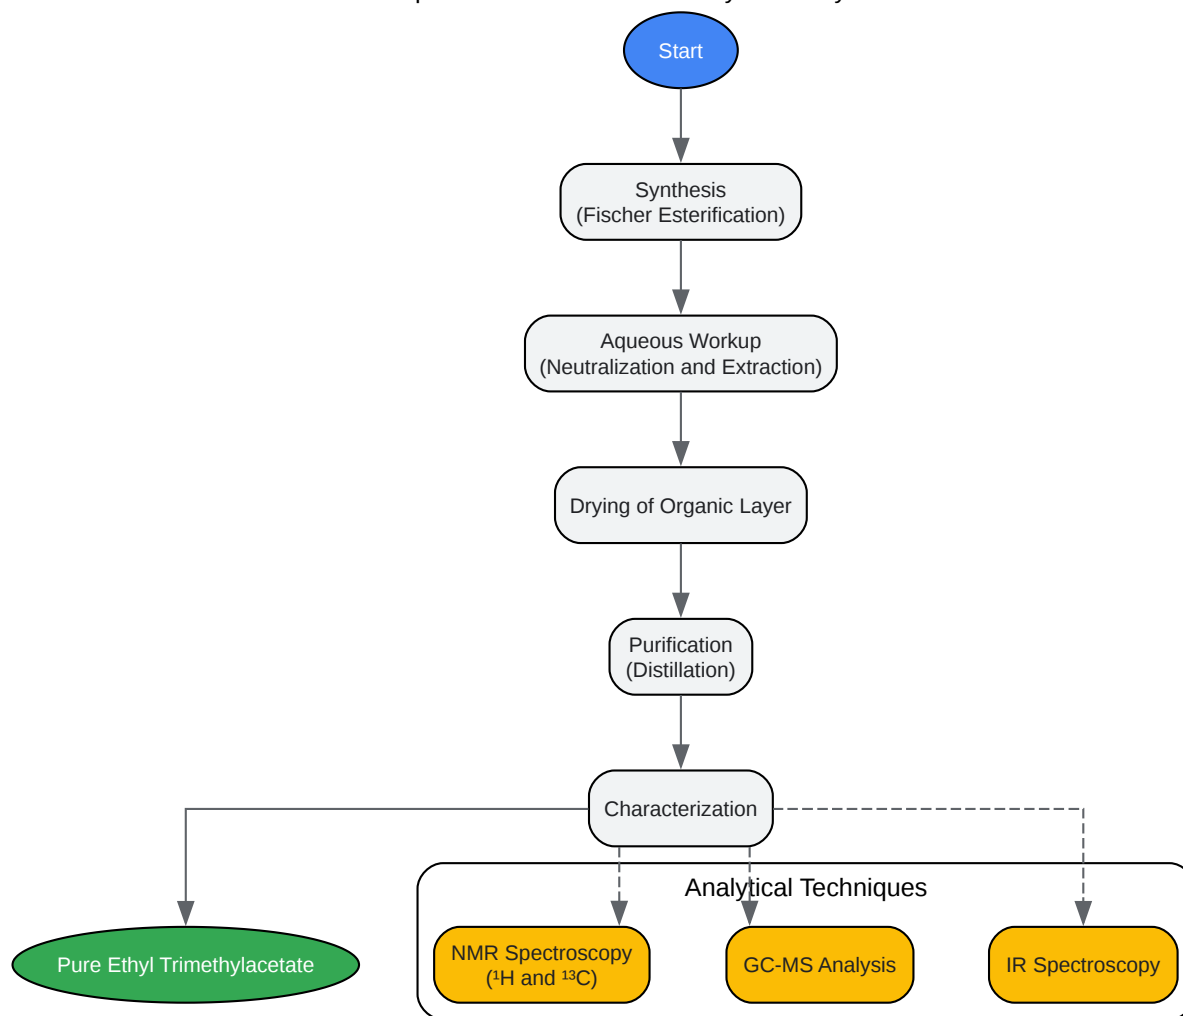 Start
Synthesis
(Fischer Esterification)
Aqueous Workup
(Neutralization and Extraction)
Drying of Organic Layer
Purification
(Distillation)
Characterization
Analytical Techniques
Pure Ethyl Trimethylacetate
NMR Spectroscopy
(¹H and ¹³C)
GC-MS Analysis
IR Spectroscopy